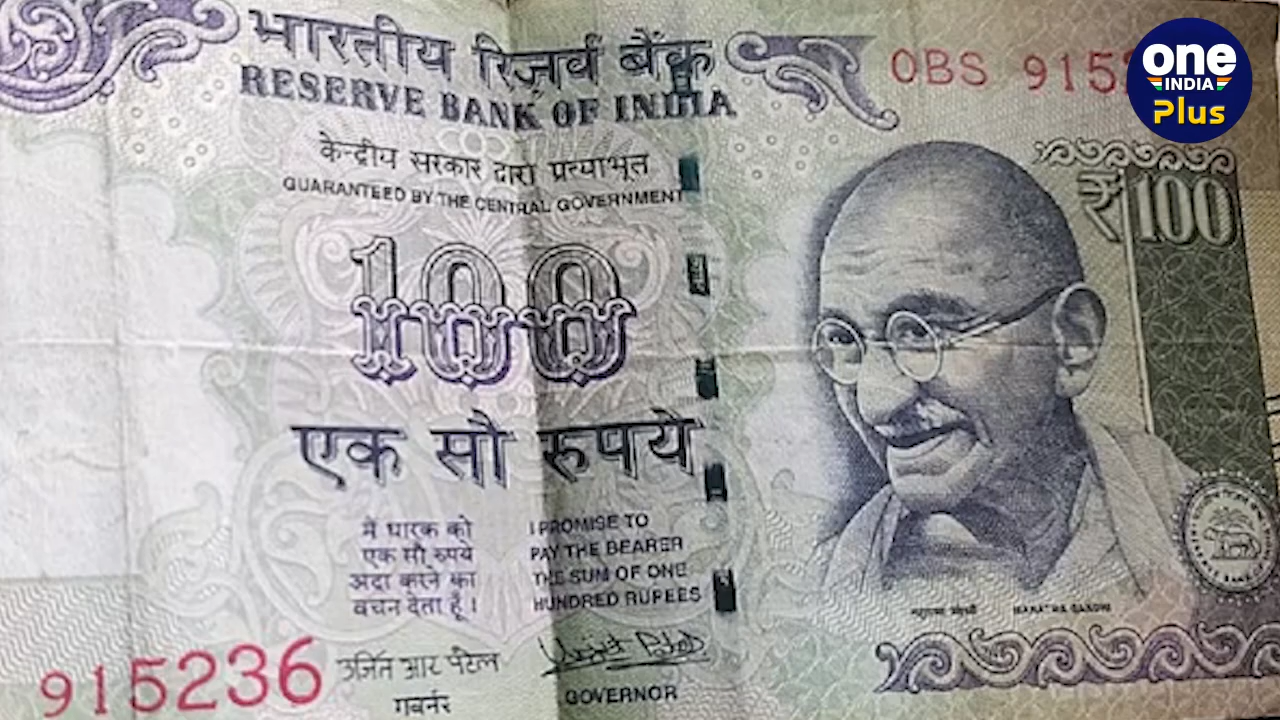 भारतीय रिज़र्व बैंक
RESERVE BANK OF INDIA
0BS 915
one
INDIA
Plus
केन्द्रीय सरकार द्वारा प्रत्याभूत
GUARANTEED BY THE CENTRAL GOVERNMENT
₹100
100
एक सौ रुपये
मैं धारक को
एक सौ रुपये
अदा करने का
वचन देता हूँ।
I PROMISE TO
PAY THE BEARER
THE SUM OF ONE
HUNDRED RUPEES
महात्मा गांधी MAHATMA GANDHI
915236
उर्जित आर पटेल
गवर्नर
GOVERNOR